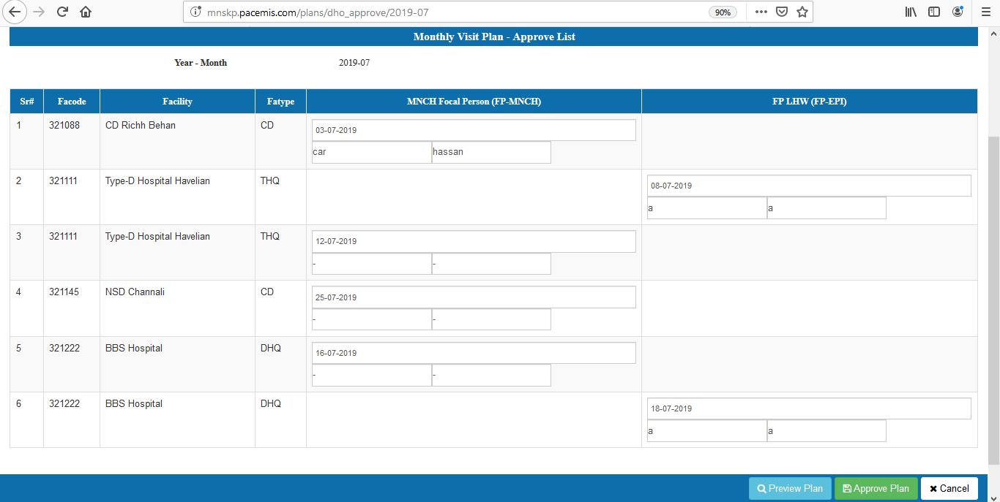 mnskp.pacemis.com/plans/dho_approve/2019-07 90%
Monthly Visit Plan - Approve List
Year - Month 2019-07
Sr# Facode Facility Fatype MNCH Focal Person (FP-MNCH) FP LHW (FP-EPI)
1 321088 CD Richh Behan CD 03-07-2019
car hassan
2 321111 Type-D Hospital Havelian THQ 08-07-2019
a a
3 321111 Type-D Hospital Havelian THQ 12-07-2019
- -
4 321145 NSD Channali CD 25-07-2019
- -
5 321222 BBS Hospital DHQ 16-07-2019
- -
6 321222 BBS Hospital DHQ 18-07-2019
a a
Preview Plan Approve Plan Cancel